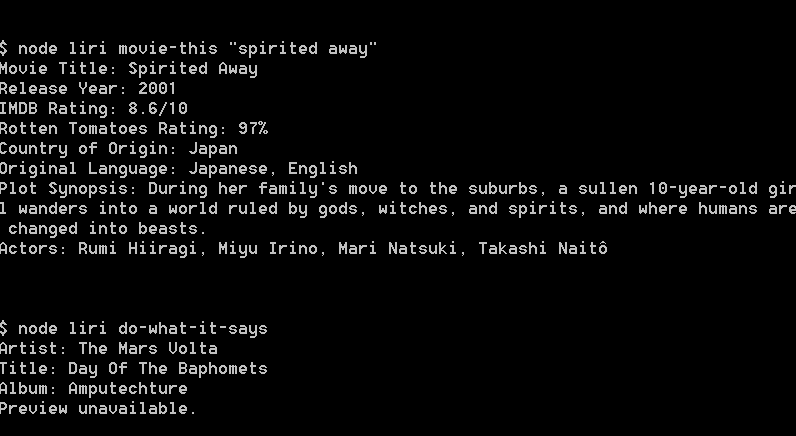 $ node liri movie-this "spirited away"
Movie Title: Spirited Away
Release Year: 2001
IMDB Rating: 8.6/10
Rotten Tomatoes Rating: 97%
Country of Origin: Japan
Original Language: Japanese, English
Plot Synopsis: During her family's move to the suburbs, a sullen 10-year-old gir
l wanders into a world ruled by gods, witches, and spirits, and where humans are
 changed into beasts.
Actors: Rumi Hiiragi, Miyu Irino, Mari Natsuki, Takashi Naitô
$ node liri do-what-it-says
Artist: The Mars Volta
Title: Day Of The Baphomets
Album: Amputechture
Preview unavailable.